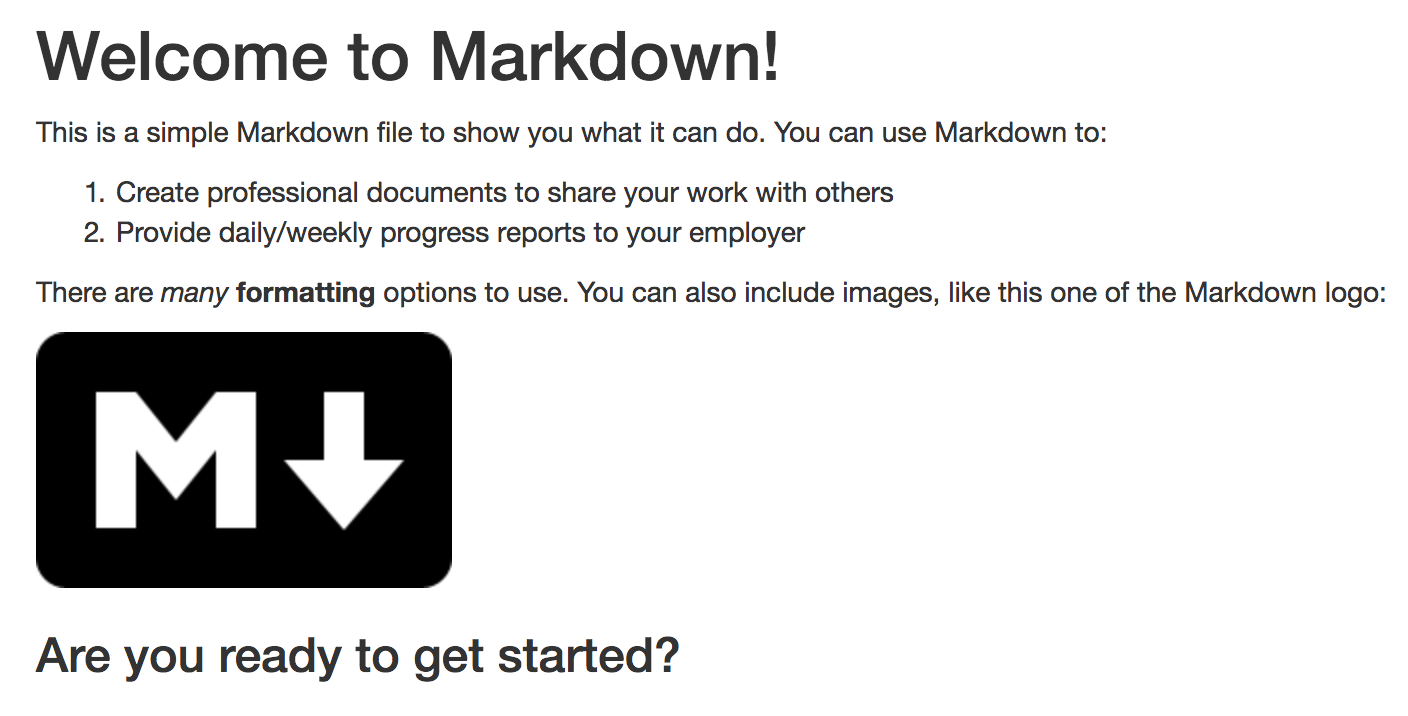 Welcome to Markdown!
This is a simple Markdown file to show you what it can do. You can use Markdown to:
1. Create professional documents to share your work with others
2. Provide daily/weekly progress reports to your employer
There are many formatting options to use. You can also include images, like this one of the Markdown logo:
M
Are you ready to get started?